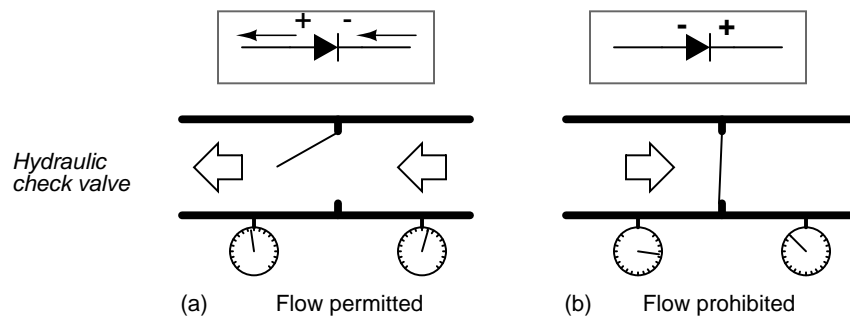 + -
- +
Hydraulic
check valve
(a) Flow permitted
(b) Flow prohibited